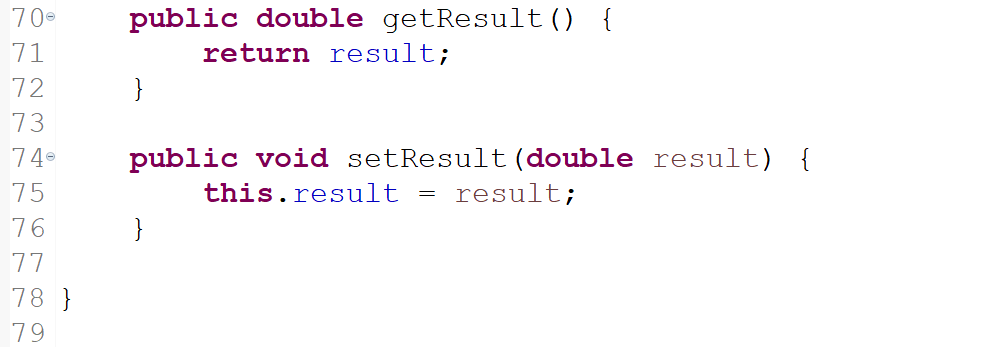 70 public double getResult() {
71 return result;
72 }
73
74 public void setResult(double result) {
75 this.result = result;
76 }
77
78 }
79